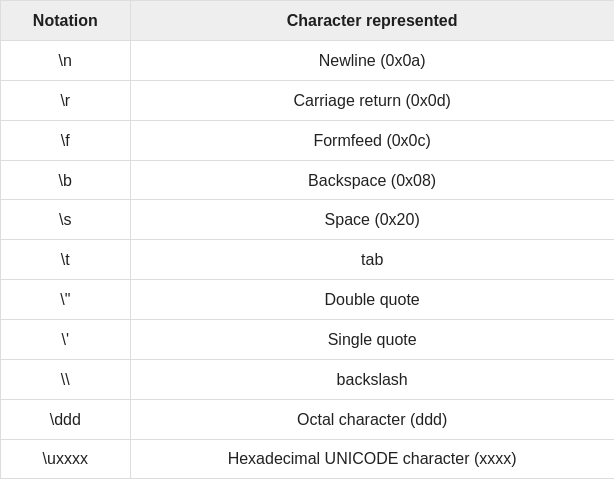 Notation Character represented
\n Newline (0x0a)
\r Carriage return (0x0d)
\f Formfeed (0x0c)
\b Backspace (0x08)
\s Space (0x20)
\t tab
\" Double quote
\' Single quote
\\ backslash
\ddd Octal character (ddd)
\uxxxx Hexadecimal UNICODE character (xxxx)